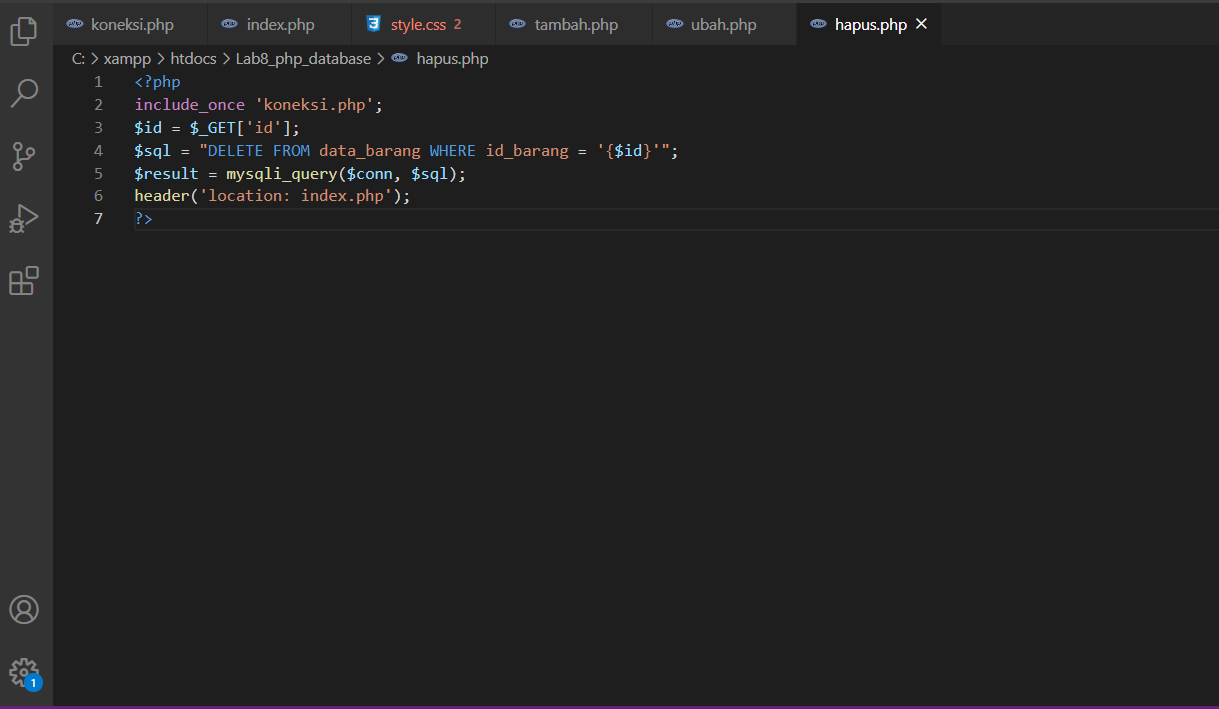 koneksi.php index.php style.css 2 tambah.php ubah.php hapus.php
C: > xampp > htdocs > Lab8_php_database > hapus.php
1 <?php
2 include_once 'koneksi.php';
3 $id = $_GET['id'];
4 $sql = "DELETE FROM data_barang WHERE id_barang = '{$id}'";
5 $result = mysqli_query($conn, $sql);
6 header('location: index.php');
7 ?>
1